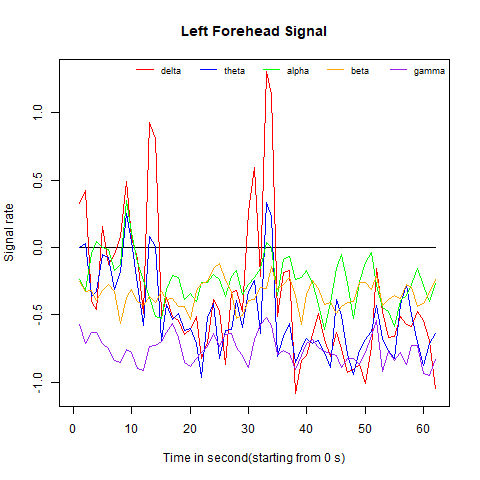 Left Forehead Signal
delta theta alpha beta gamma
Signal rate
1.0
0.5
0.0
-0.5
-1.0
0 10 20 30 40 50 60
Time in second(starting from 0 s)